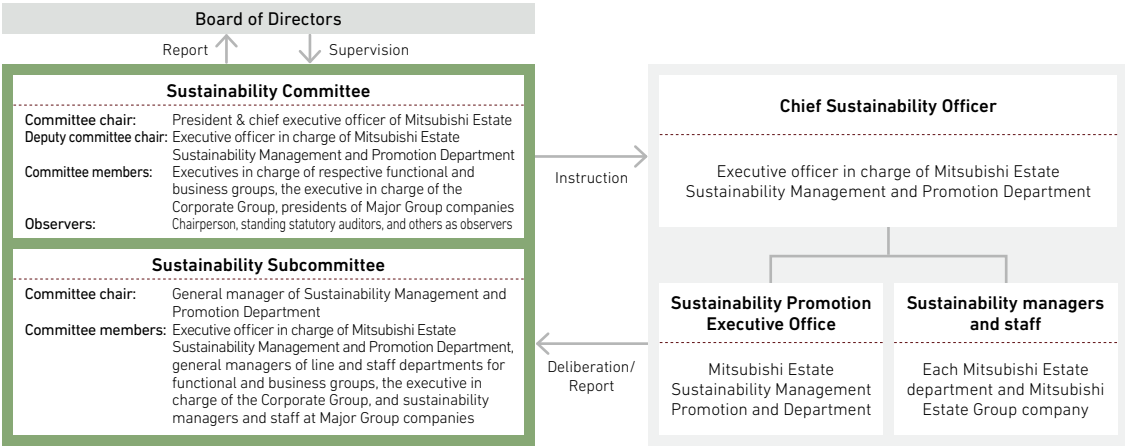 Board of Directors
Report
Supervision
Sustainability Committee
Committee chair: President & chief executive officer of Mitsubishi Estate
Deputy committee chair: Executive officer in charge of Mitsubishi Estate
Sustainability Management and Promotion Department
Committee members: Executives in charge of respective functional and
business groups, the executive in charge of the
Corporate Group, presidents of Major Group companies
Observers: Chairperson, standing statutory auditors, and others as observers
Sustainability Subcommittee
Committee chair: General manager of Sustainability Management and
Promotion Department
Committee members: Executive officer in charge of Mitsubishi Estate
Sustainability Management and Promotion Department,
general managers of line and staff departments for
functional and business groups, the executive in
charge of the Corporate Group, and sustainability
managers and staff at Major Group companies
Instruction
Deliberation/
Report
Chief Sustainability Officer
Executive officer in charge of Mitsubishi Estate
Sustainability Management and Promotion Department
Sustainability Promotion
Executive Office
Mitsubishi Estate
Sustainability Management
Promotion and Department
Sustainability managers
and staff
Each Mitsubishi Estate
department and Mitsubishi
Estate Group company